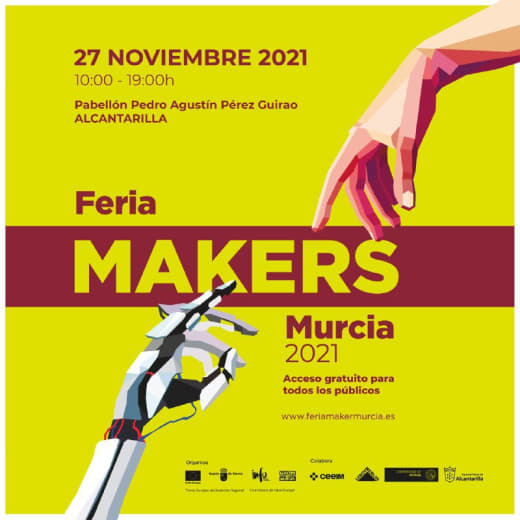 27 NOVIEMBRE 2021
10:00 - 19:00h
Pabellón Pedro Agustín Pérez Guirao
ALCANTARILLA
Feria
MAKERS
Murcia
2021
Acceso gratuito para
todos los públicos
www.feriamakermurcia.es
Organiza
Colabora
CEEIM
Alcantarilla